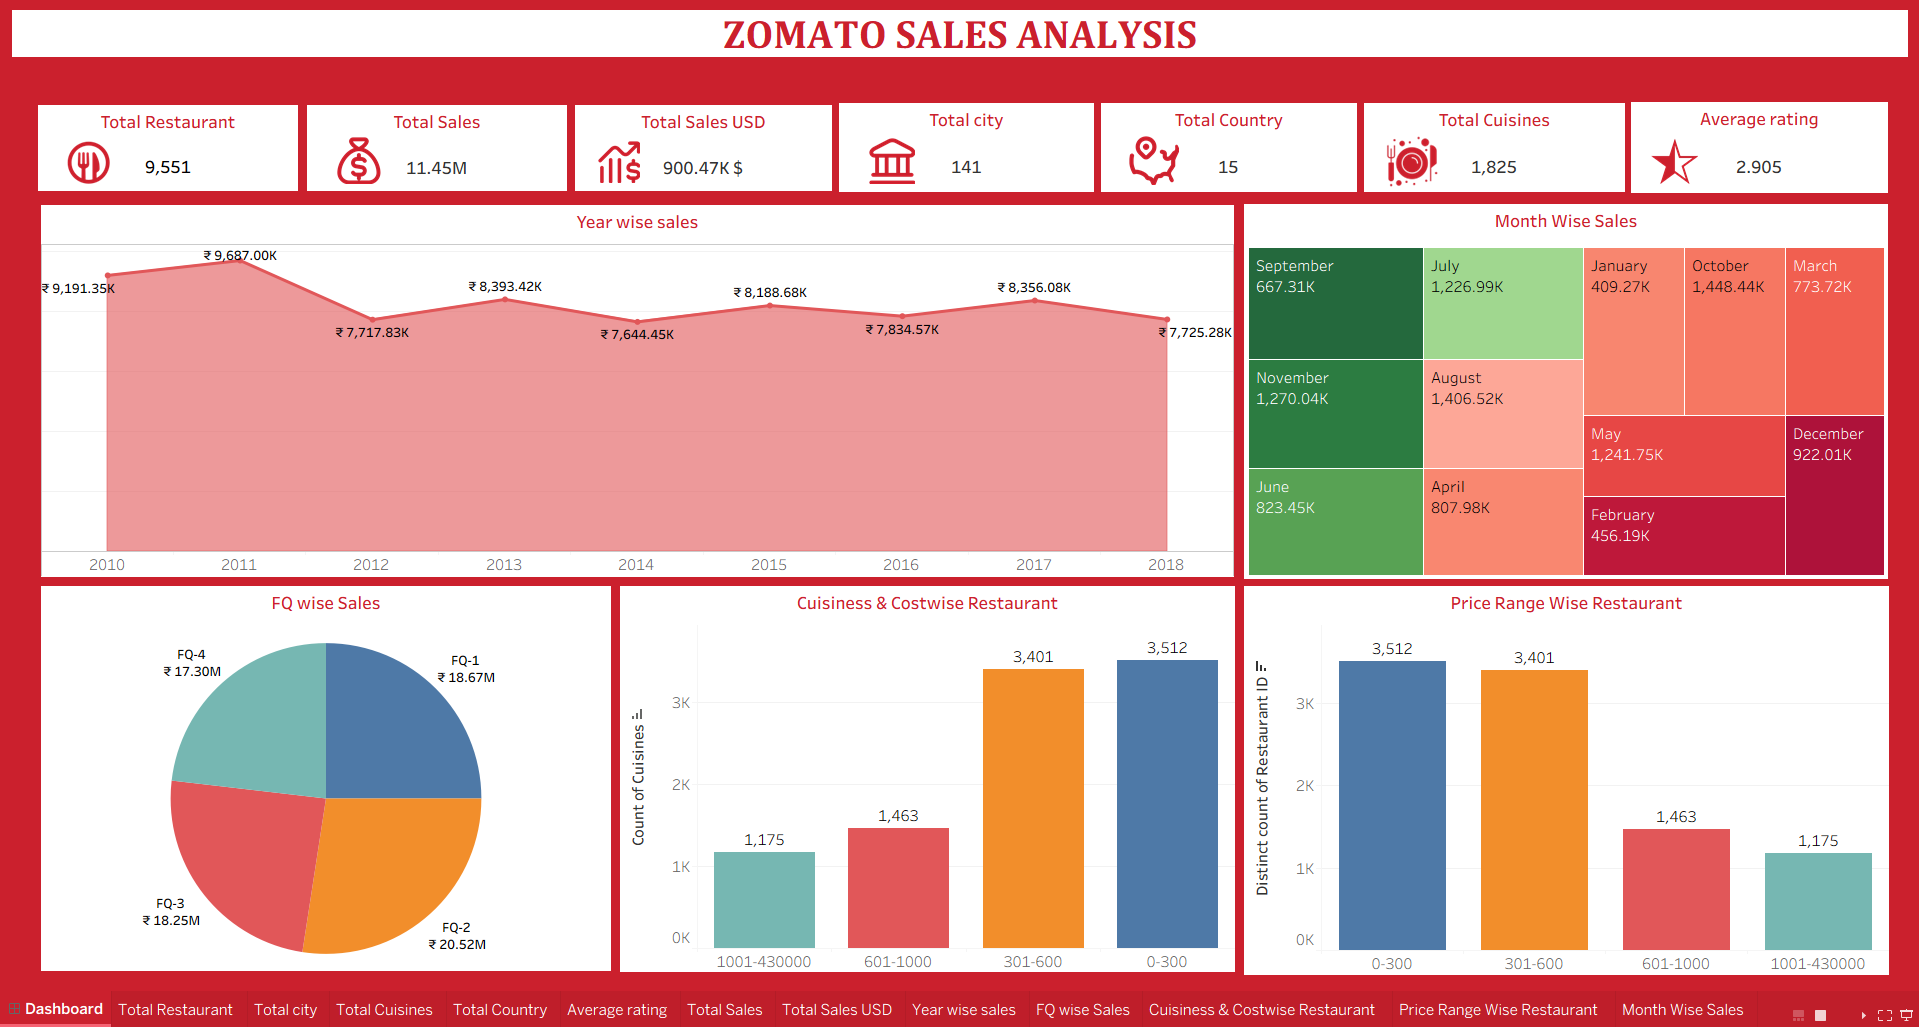 ZOMATO SALES ANALYSIS
Total Restaurant
9,551
Total Sales
11.45M
Total Sales USD
900.47K $
Total city
141
Total Country
15
Total Cuisines
1,825
Average rating
2.905
Year wise sales
₹ 9,191.35K
₹ 9,687.00K
₹ 7,717.83K
₹ 8,393.42K
₹ 7,644.45K
₹ 8,188.68K
₹ 7,834.57K
₹ 8,356.08K
₹ 7,725.28K
2010 2011 2012 2013 2014 2015 2016 2017 2018
Month Wise Sales
September
667.31K
July
1,226.99K
January
409.27K
October
1,448.44K
March
773.72K
November
1,270.04K
August
1,406.52K
May
1,241.75K
December
922.01K
June
823.45K
April
807.98K
February
456.19K
FQ wise Sales
FQ-4
₹ 17.30M
FQ-1
₹ 18.67M
FQ-3
₹ 18.25M
FQ-2
₹ 20.52M
Cuisiness & Costwise Restaurant
Count of Cuisines
3K
2K
1K
0K
1,175
1,463
3,401
3,512
1001-430000 601-1000 301-600 0-300
Price Range Wise Restaurant
Distinct count of Restaurant ID
3K
2K
1K
0K
3,512
3,401
1,463
1,175
0-300 301-600 601-1000 1001-430000
Dashboard Total Restaurant Total city Total Cuisines Total Country Average rating Total Sales Total Sales USD Year wise sales FQ wise Sales Cuisiness & Costwise Restaurant Price Range Wise Restaurant Month Wise Sales